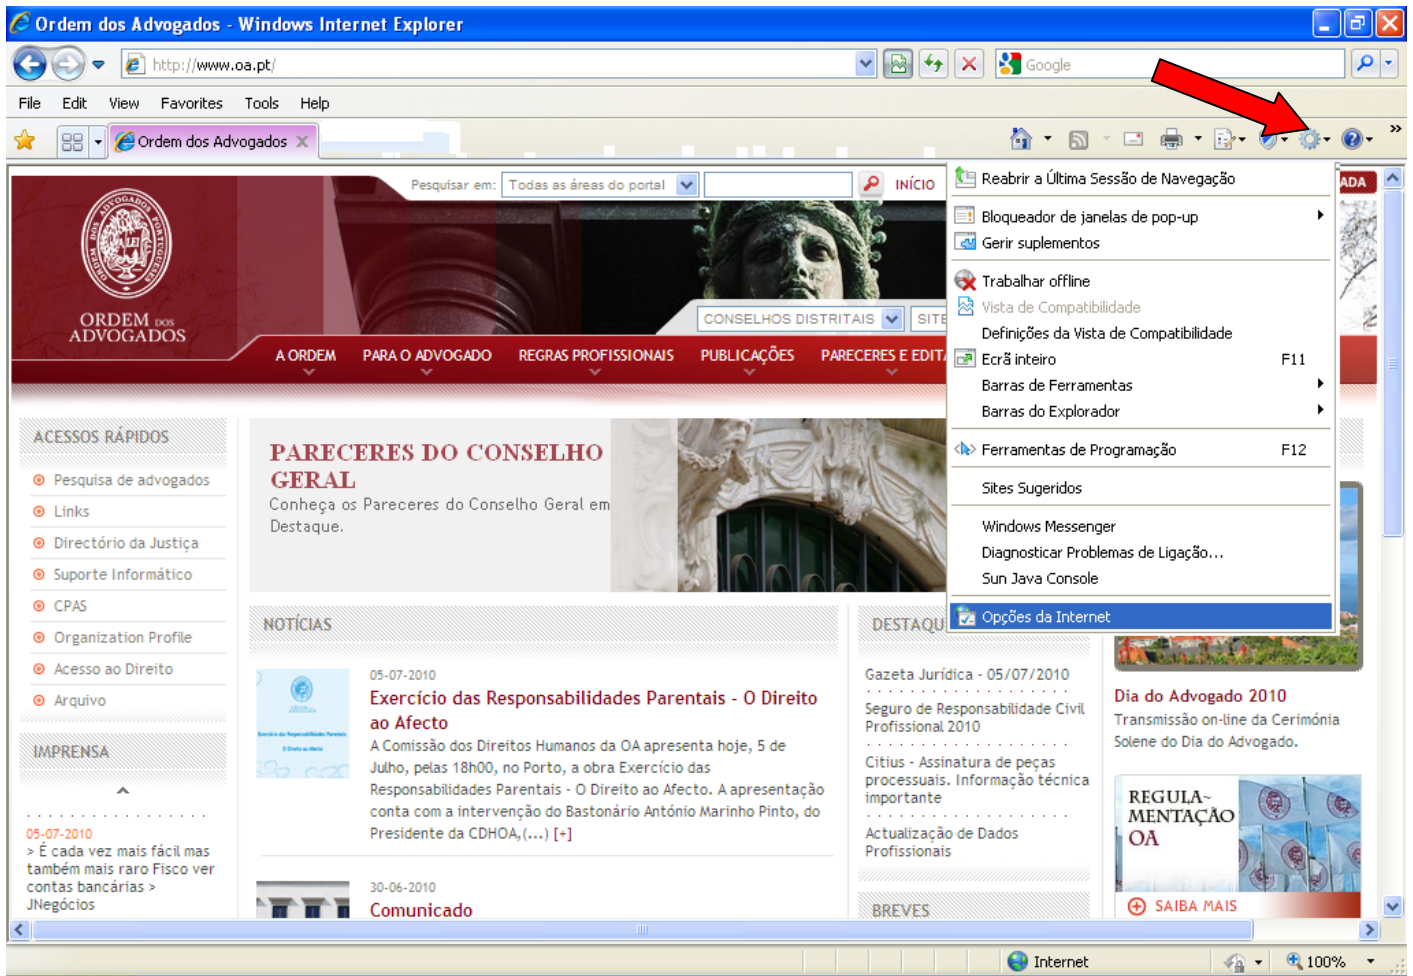 Ordem dos Advogados - Windows Internet Explorer
http://www.oa.pt/
Google
File Edit View Favorites Tools Help
Ordem dos Advogados
»
Pesquisar em: Todas as áreas do portal INÍCIO
ADA
Reabrir a Última Sessão de Navegação
Bloqueador de janelas de pop-up
Gerir suplementos
Trabalhar offline
Vista de Compatibilidade
Definições da Vista de Compatibilidade
Ecrã inteiro F11
Barras de Ferramentas
Barras do Explorador
Ferramentas de Programação F12
Sites Sugeridos
Windows Messenger
Diagnosticar Problemas de Ligação...
Sun Java Console
Opções da Internet
ORDEM DOS ADVOGADOS PORTUGUESES
LEI
ORDEM DOS
ADVOGADOS
CONSELHOS DISTRITAIS SITE
A ORDEM PARA O ADVOGADO REGRAS PROFISSIONAIS PUBLICAÇÕES PARECERES E EDITA
ACESSOS RÁPIDOS
Pesquisa de advogados
Links
Directório da Justiça
Suporte Informático
CPAS
Organization Profile
Acesso ao Direito
Arquivo
IMPRENSA
05-07-2010
> É cada vez mais fácil mas
também mais raro Fisco ver
contas bancárias >
JNegócios
PARECERES DO CONSELHO
GERAL
Conheça os Pareceres do Conselho Geral em
Destaque.
NOTÍCIAS
05-07-2010
Exercício das Responsabilidades Parentais - O Direito
ao Afecto
A Comissão dos Direitos Humanos da OA apresenta hoje, 5 de
Julho, pelas 18h00, no Porto, a obra Exercício das
Responsabilidades Parentais - O Direito ao Afecto. A apresentação
conta com a intervenção do Bastonário António Marinho Pinto, do
Presidente da CDHOA,(...) [+]
30-06-2010
Comunicado
DESTAQU
Gazeta Jurídica - 05/07/2010
Seguro de Responsabilidade Civil
Profissional 2010
Citius - Assinatura de peças
processuais. Informação técnica
importante
Actualização de Dados
Profissionais
BREVES
Dia do Advogado 2010
Transmissão on-line da Cerimónia
Solene do Dia do Advogado.
REGULA~
MENTAÇÃO
OA
SAIBA MAIS
Internet 100%